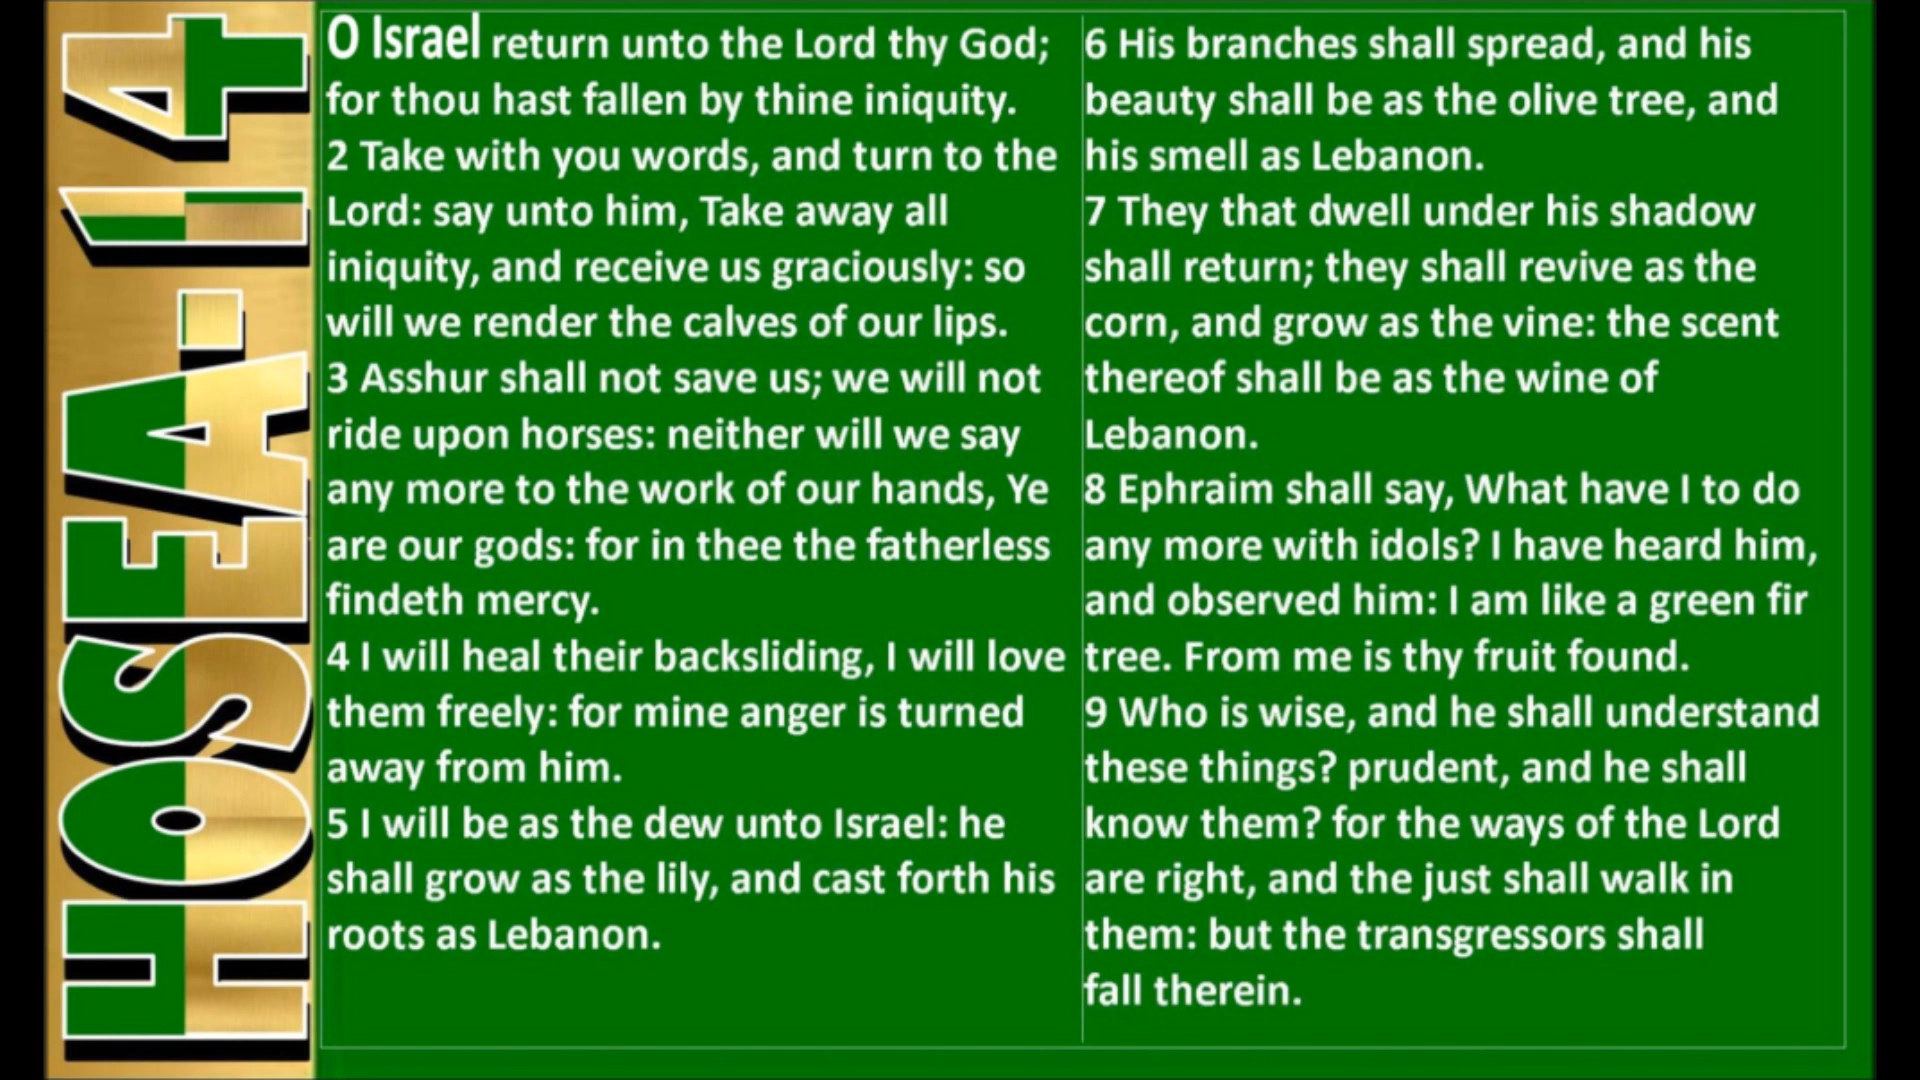 HOSEA.14
O Israel return unto the Lord thy God;
for thou hast fallen by thine iniquity.
2 Take with you words, and turn to the
Lord: say unto him, Take away all
iniquity, and receive us graciously: so
will we render the calves of our lips.
3 Asshur shall not save us; we will not
ride upon horses: neither will we say
any more to the work of our hands, Ye
are our gods: for in thee the fatherless
findeth mercy.
4 I will heal their backsliding, I will love
them freely: for mine anger is turned
away from him.
5 I will be as the dew unto Israel: he
shall grow as the lily, and cast forth his
roots as Lebanon.
6 His branches shall spread, and his
beauty shall be as the olive tree, and
his smell as Lebanon.
7 They that dwell under his shadow
shall return; they shall revive as the
corn, and grow as the vine: the scent
thereof shall be as the wine of
Lebanon.
8 Ephraim shall say, What have I to do
any more with idols? I have heard him,
and observed him: I am like a green fir
tree. From me is thy fruit found.
9 Who is wise, and he shall understand
these things? prudent, and he shall
know them? for the ways of the Lord
are right, and the just shall walk in
them: but the transgressors shall
fall therein.